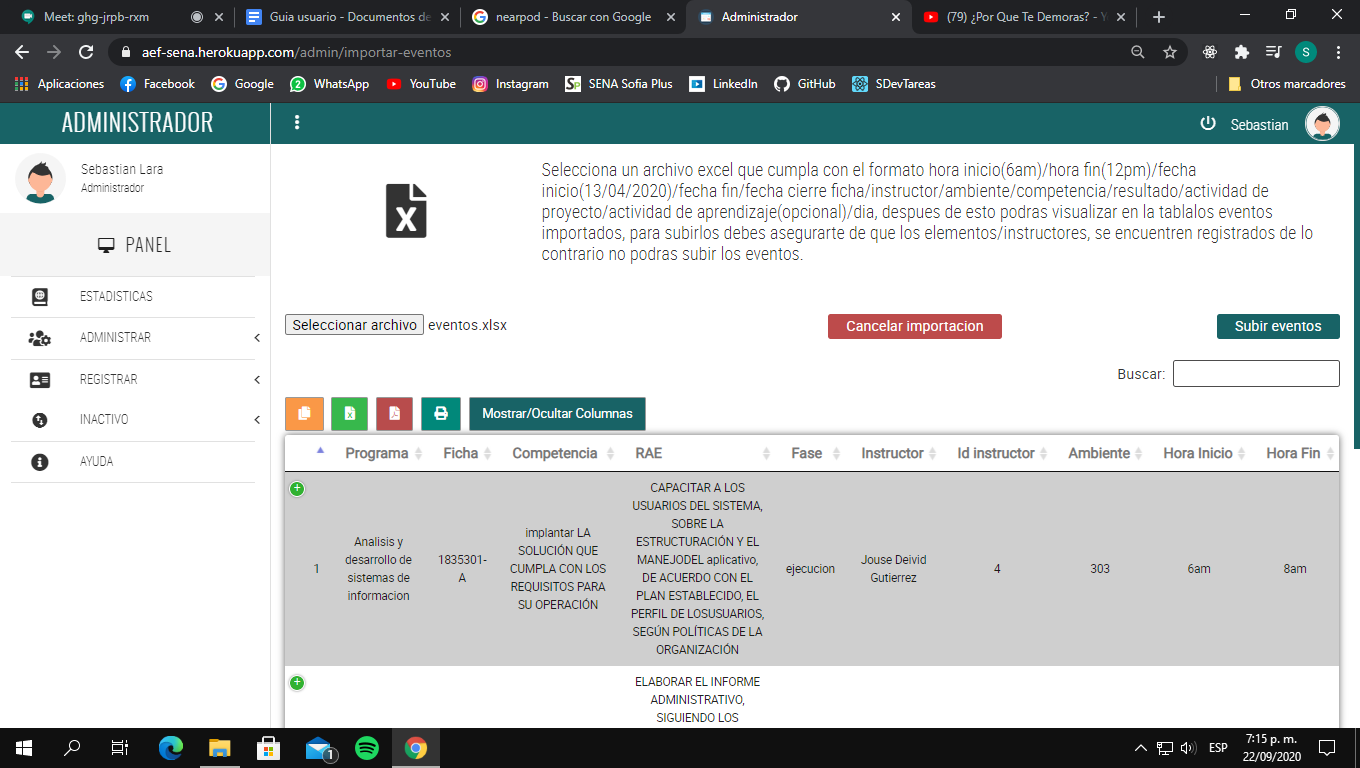 Meet: ghg-jrpb-rxm
Guia usuario - Documentos de
nearpod - Buscar con Google
Administrador
(79) ¿Por Que Te Demoras? - Y
aef-sena.herokuapp.com/admin/importar-eventos
S
Aplicaciones
Facebook
Google
WhatsApp
YouTube
Instagram
SENA Sofia Plus
LinkedIn
GitHub
SDevTareas
Otros marcadores
ADMINISTRADOR
Sebastian
Sebastian Lara
Administrador
PANEL
ESTADISTICAS
ADMINISTRAR
REGISTRAR
INACTIVO
AYUDA
Selecciona un archivo excel que cumpla con el formato hora inicio(6am)/hora fin(12pm)/fecha
inicio(13/04/2020)/fecha fin/fecha cierre ficha/instructor/ambiente/competencia/resultado/actividad de
proyecto/actividad de aprendizaje(opcional)/dia, despues de esto podras visualizar en la tablalos eventos
importados, para subirlos debes asegurarte de que los elementos/instructores, se encuentren registrados de lo
contrario no podras subir los eventos.
Seleccionar archivo eventos.xlsx
Cancelar importacion
Subir eventos
Buscar:
Mostrar/Ocultar Columnas
Programa
Ficha
Competencia
RAE
Fase
Instructor
Id instructor
Ambiente
Hora Inicio
Hora Fin
1
Analisis y
desarrollo de
sistemas de
informacion
1835301-
A
implantar LA
SOLUCIÓN QUE
CUMPLA CON LOS
REQUISITOS PARA
SU OPERACIÓN
CAPACITAR A LOS
USUARIOS DEL SISTEMA,
SOBRE LA
ESTRUCTURACIÓN Y EL
MANEJODEL aplicativo,
DE ACUERDO CON EL
PLAN ESTABLECIDO, EL
PERFIL DE LOSUSUARIOS,
SEGÚN POLÍTICAS DE LA
ORGANIZACIÓN
ejecucion
Jouse Deivid
Gutierrez
4
303
6am
8am
ELABORAR EL INFORME
ADMINISTRATIVO,
SIGUIENDO LOS
1
ESP
7:15 p. m.
22/09/2020